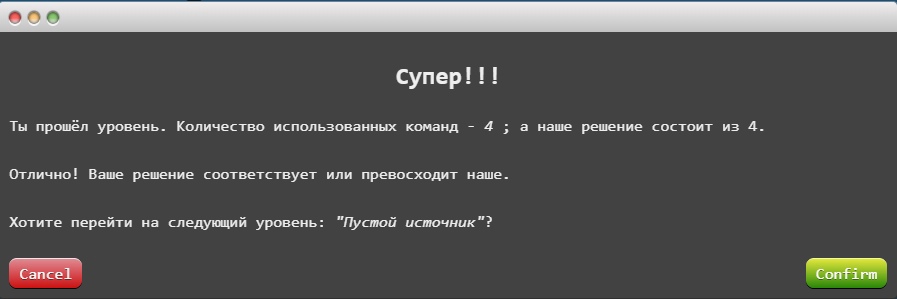 Супер!!!
Ты прошёл уровень. Количество использованных команд - 4 ; а наше решение состоит из 4.
Отлично! Ваше решение соответствует или превосходит наше.
Хотите перейти на следующий уровень: "Пустой источник"?
Cancel
Confirm